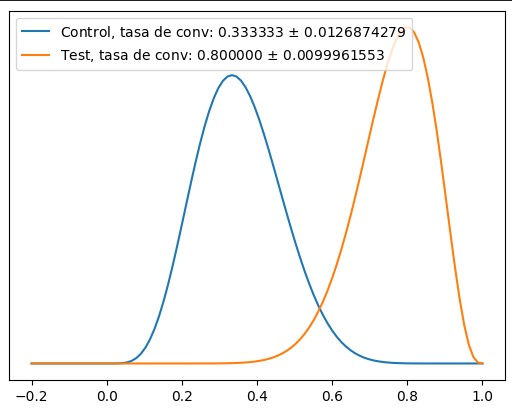 Control, tasa de conv: 0.333333 ± 0.0126874279
Test, tasa de conv: 0.800000 ± 0.0099961553
−0.2 0.0 0.2 0.4 0.6 0.8 1.0